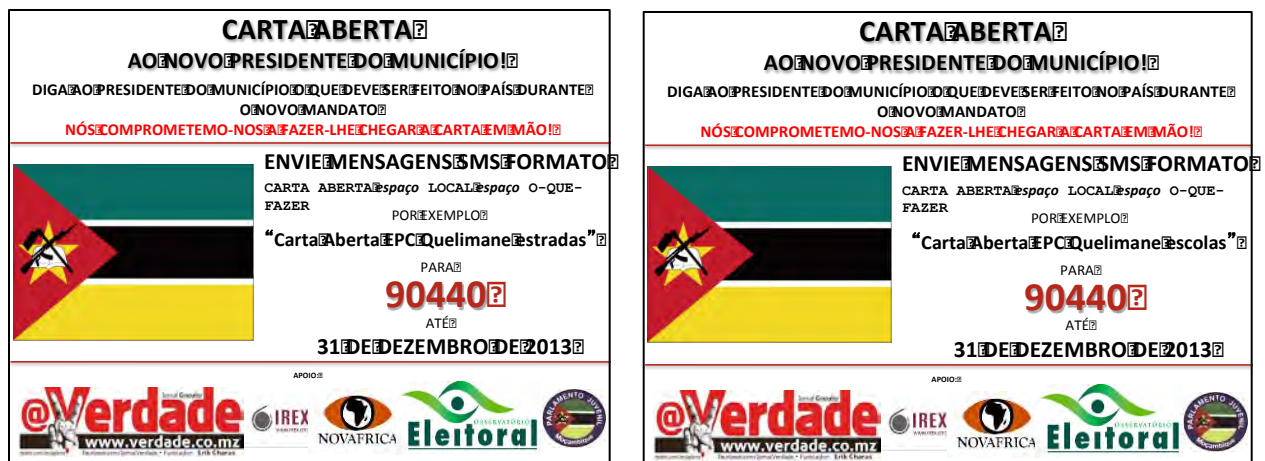 CARTA ABERTA
AO NOVO PRESIDENTE DO MUNICÍPIO!
DIGA AO PRESIDENTE DO MUNICÍPIO O QUE DEVE SER FEITO NO PAÍS DURANTE
O NOVO MANDATO
NÓS COMPROMETEMO-NOS A FAZER-LHE CHEGAR A CARTA EM MÃO!
ENVIE MENSAGENS SMS FORMATO
CARTA ABERTA espaço LOCAL espaço O-QUE-
FAZER
POR EXEMPLO
“Carta Aberta EPC Quelimane estradas”
PARA
90440
ATÉ
31 DE DEZEMBRO DE 2013
APOIO:
@Verdade
www.verdade.co.mz
IREX
NOVAFRICA
OBSERVATÓRIO
Eleitoral
PARLAMENTO JUVENIL
Moçambique
CARTA ABERTA
AO NOVO PRESIDENTE DO MUNICÍPIO!
DIGA AO PRESIDENTE DO MUNICÍPIO O QUE DEVE SER FEITO NO PAÍS DURANTE
O NOVO MANDATO
NÓS COMPROMETEMO-NOS A FAZER-LHE CHEGAR A CARTA EM MÃO!
ENVIE MENSAGENS SMS FORMATO
CARTA ABERTA espaço LOCAL espaço O-QUE-
FAZER
POR EXEMPLO
“Carta Aberta EPC Quelimane escolas”
PARA
90440
ATÉ
31 DE DEZEMBRO DE 2013
APOIO:
@Verdade
www.verdade.co.mz
IREX
NOVAFRICA
OBSERVATÓRIO
Eleitoral
PARLAMENTO JUVENIL
Moçambique